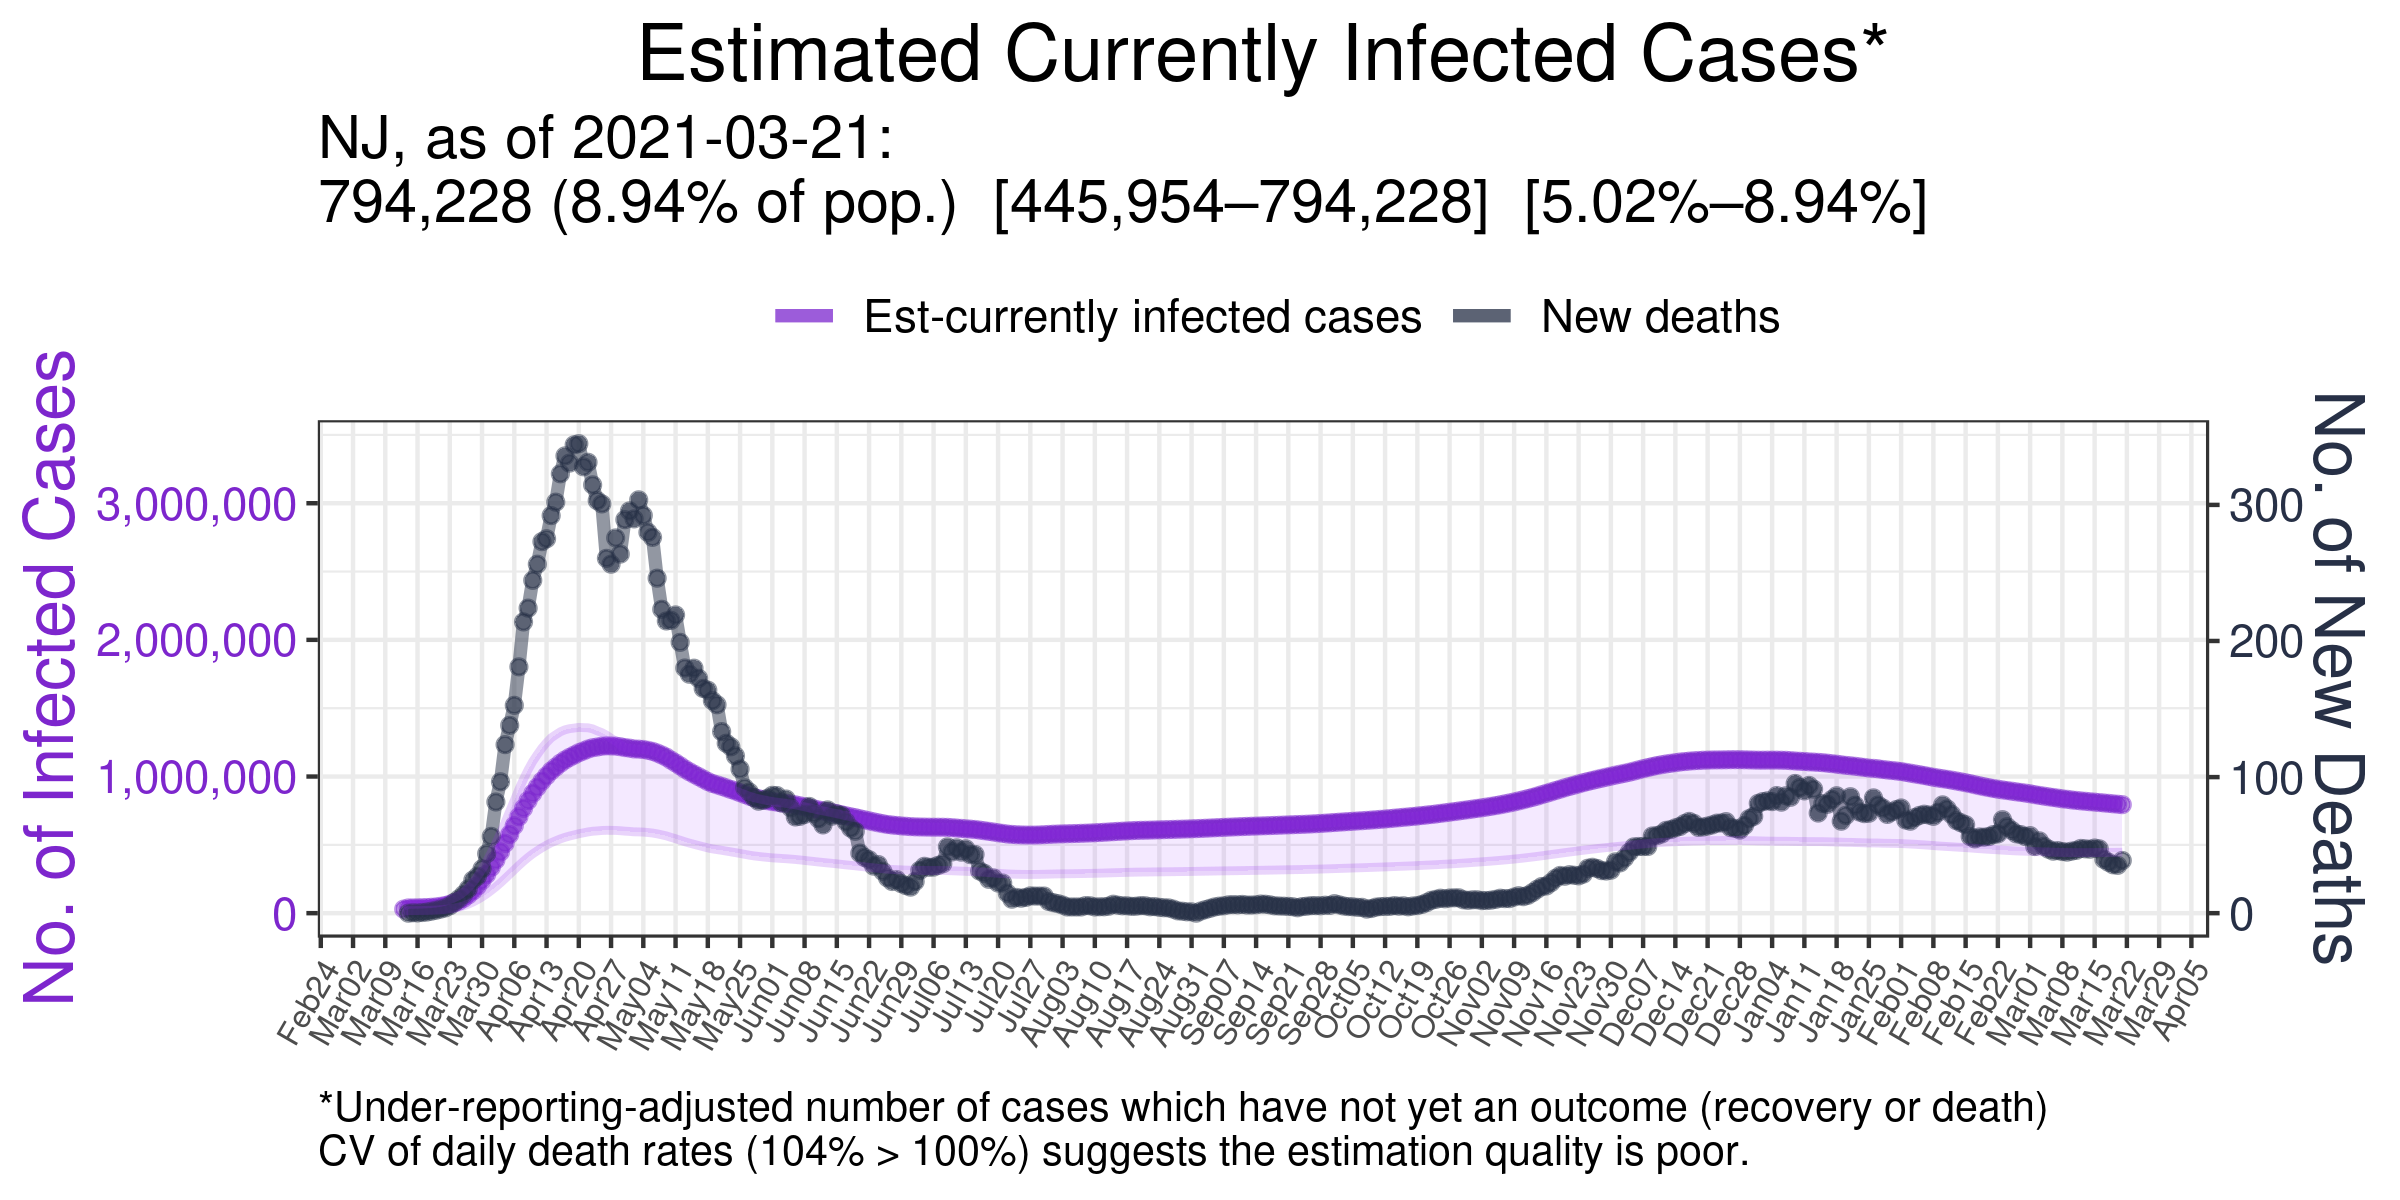 Estimated Currently Infected Cases*
NJ, as of 2021-03-21:
794,228 (8.94% of pop.) [445,954–794,228] [5.02%–8.94%]
Est-currently infected cases
New deaths
No. of Infected Cases
3,000,000
2,000,000
1,000,000
0
300
200
100
0
No. of New Deaths
Feb24
Mar02
Mar09
Mar16
Mar23
Mar30
Apr06
Apr13
Apr20
Apr27
May04
May11
May18
May25
Jun01
Jun08
Jun15
Jun22
Jun29
Jul06
Jul13
Jul20
Jul27
Aug03
Aug10
Aug17
Aug24
Aug31
Sep07
Sep14
Sep21
Sep28
Oct05
Oct12
Oct19
Oct26
Nov02
Nov09
Nov16
Nov23
Nov30
Dec07
Dec14
Dec21
Dec28
Jan04
Jan11
Jan18
Jan25
Feb01
Feb08
Feb15
Feb22
Mar01
Mar08
Mar15
Mar22
Mar29
Apr05
*Under-reporting-adjusted number of cases which have not yet an outcome (recovery or death)
CV of daily death rates (104% > 100%) suggests the estimation quality is poor.